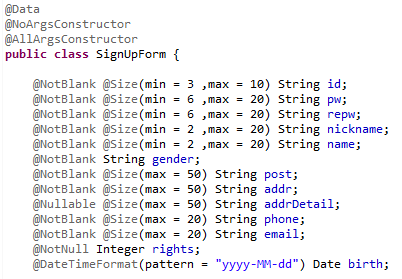 @Data
@NoArgsConstructor
@AllArgsConstructor
public class SignUpForm {
@NotBlank @Size(min = 3 ,max = 10) String id;
@NotBlank @Size(min = 6 ,max = 20) String pw;
@NotBlank @Size(min = 6 ,max = 20) String repw;
@NotBlank @Size(min = 2 ,max = 20) String nickname;
@NotBlank @Size(min = 2 ,max = 20) String name;
@NotBlank String gender;
@NotBlank @Size(max = 50) String post;
@NotBlank @Size(max = 50) String addr;
@Nullable @Size(max = 50) String addrDetail;
@NotBlank @Size(max = 20) String phone;
@NotBlank @Size(max = 20) String email;
@NotNull Integer rights;
@DateTimeFormat(pattern = "yyyy-MM-dd") Date birth;